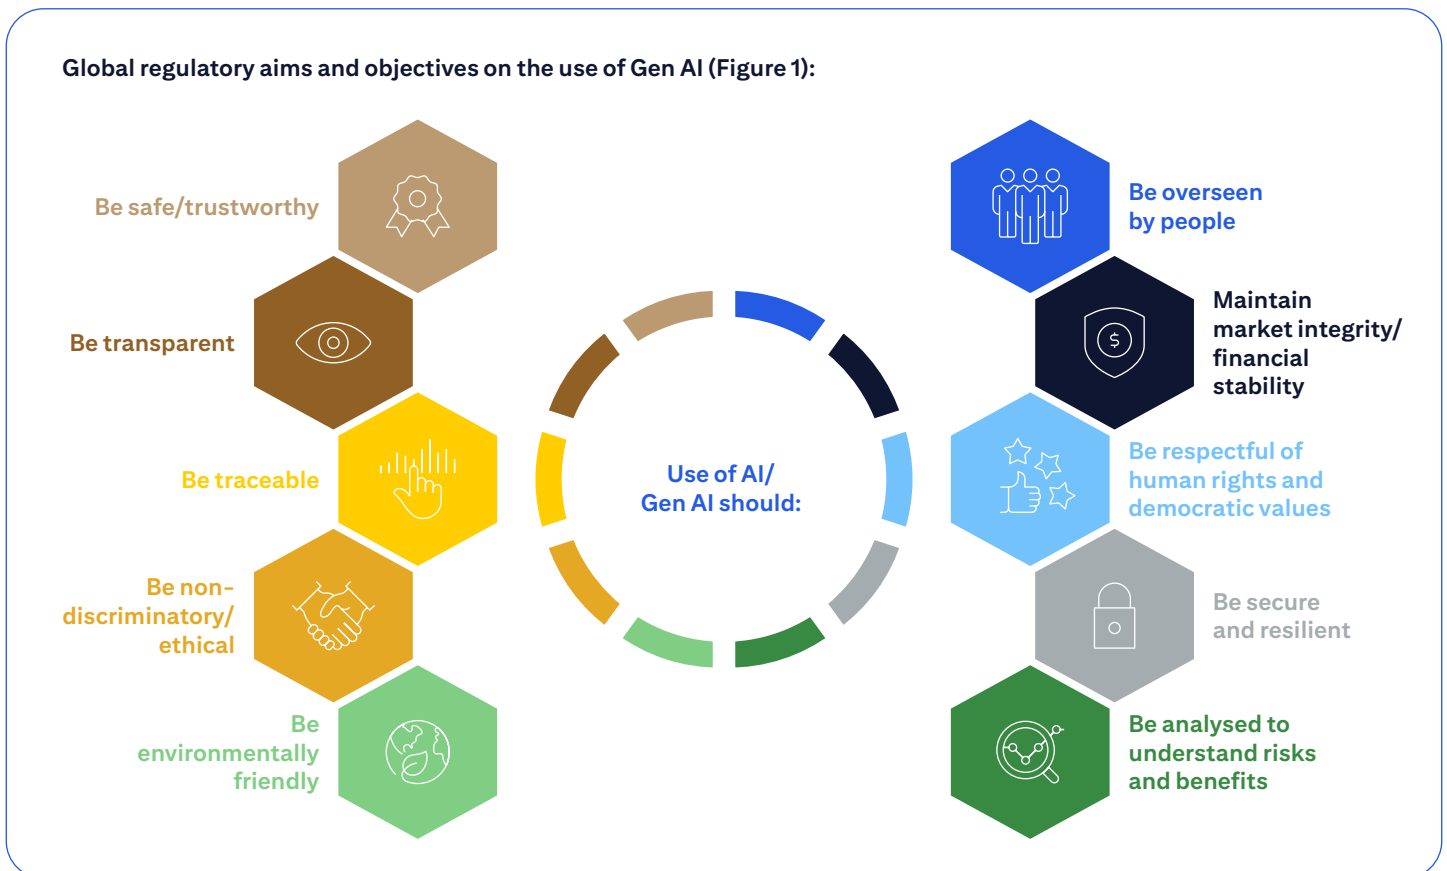 Global regulatory aims and objectives on the use of Gen AI (Figure 1):
Be safe/trustworthy
Be transparent
Be traceable
Be non-
discriminatory/
ethical
Be
environmentally
friendly
Use of AI/
Gen AI should:
Be overseen
by people
$
Maintain
market integrity/
financial
stability
Be respectful of
human rights and
democratic values
Be secure
and resilient
Be analysed to
understand risks
and benefits